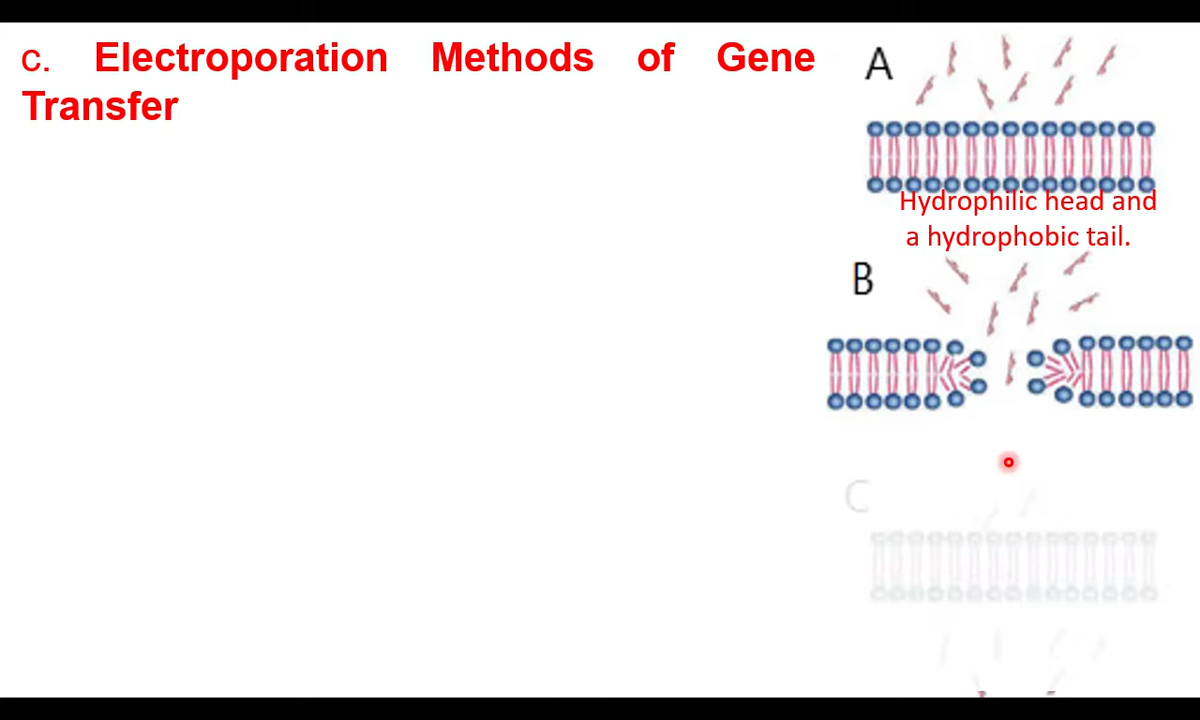 c. Electroporation Methods of Gene
Transfer
A
Hydrophilic head and
a hydrophobic tail.
B
C